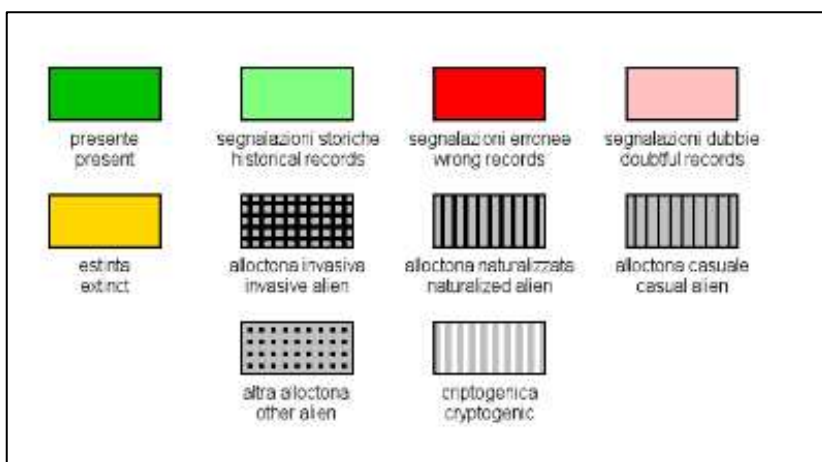 presente
present
segnalazioni storiche
historical records
segnalazioni erronee
wrong records
segnalazioni dubbie
doubtful records
estinta
extinct
alloctona invasiva
invasive alien
alloctona naturalizzata
naturalized alien
alloctona casuale
casual alien
altra alloctona
other alien
criptogenica
cryptogenic